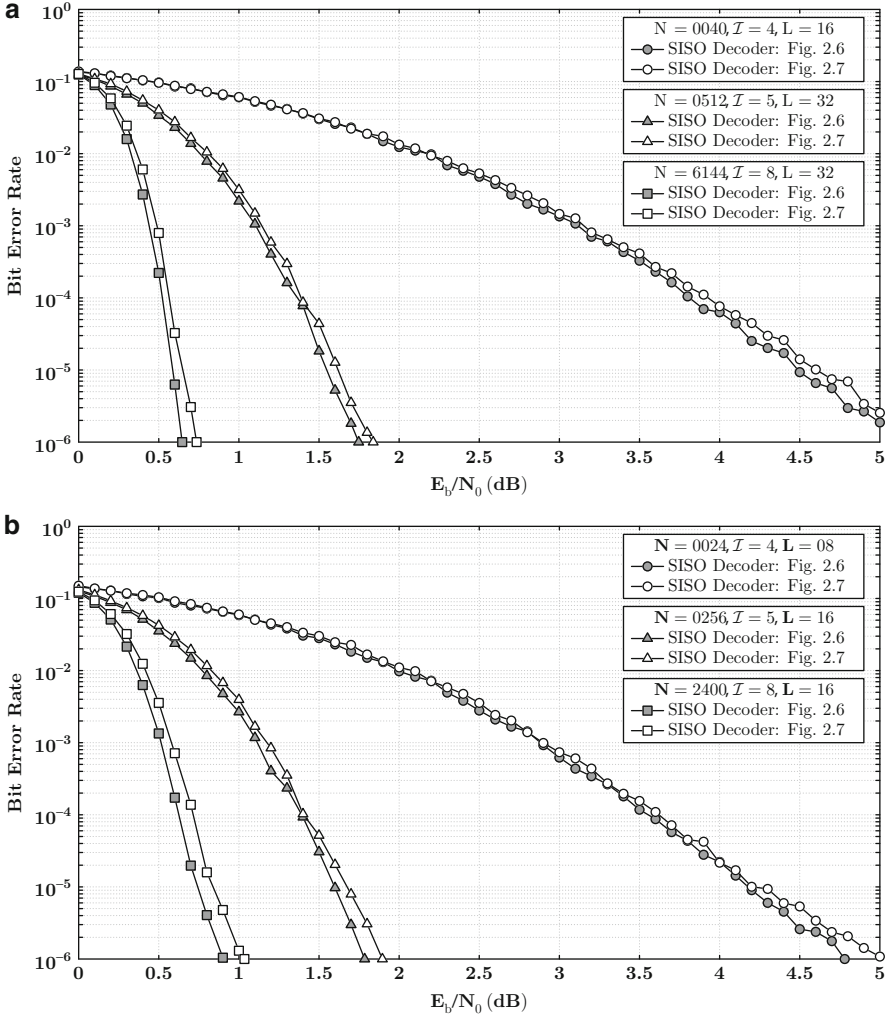 a
10^0
10^-1
10^-2
10^-3
10^-4
10^-5
10^-6
Bit Error Rate
N = 0040, I = 4, L = 16
SISO Decoder: Fig. 2.6
SISO Decoder: Fig. 2.7
N = 0512, I = 5, L = 32
SISO Decoder: Fig. 2.6
SISO Decoder: Fig. 2.7
N = 6144, I = 8, L = 32
SISO Decoder: Fig. 2.6
SISO Decoder: Fig. 2.7
0 0.5 1 1.5 2 2.5 3 3.5 4 4.5 5
E_b/N_0 (dB)
b
10^0
10^-1
10^-2
10^-3
10^-4
10^-5
10^-6
Bit Error Rate
N = 0024, I = 4, L = 08
SISO Decoder: Fig. 2.6
SISO Decoder: Fig. 2.7
N = 0256, I = 5, L = 16
SISO Decoder: Fig. 2.6
SISO Decoder: Fig. 2.7
N = 2400, I = 8, L = 16
SISO Decoder: Fig. 2.6
SISO Decoder: Fig. 2.7
0 0.5 1 1.5 2 2.5 3 3.5 4 4.5 5
E_b/N_0 (dB)